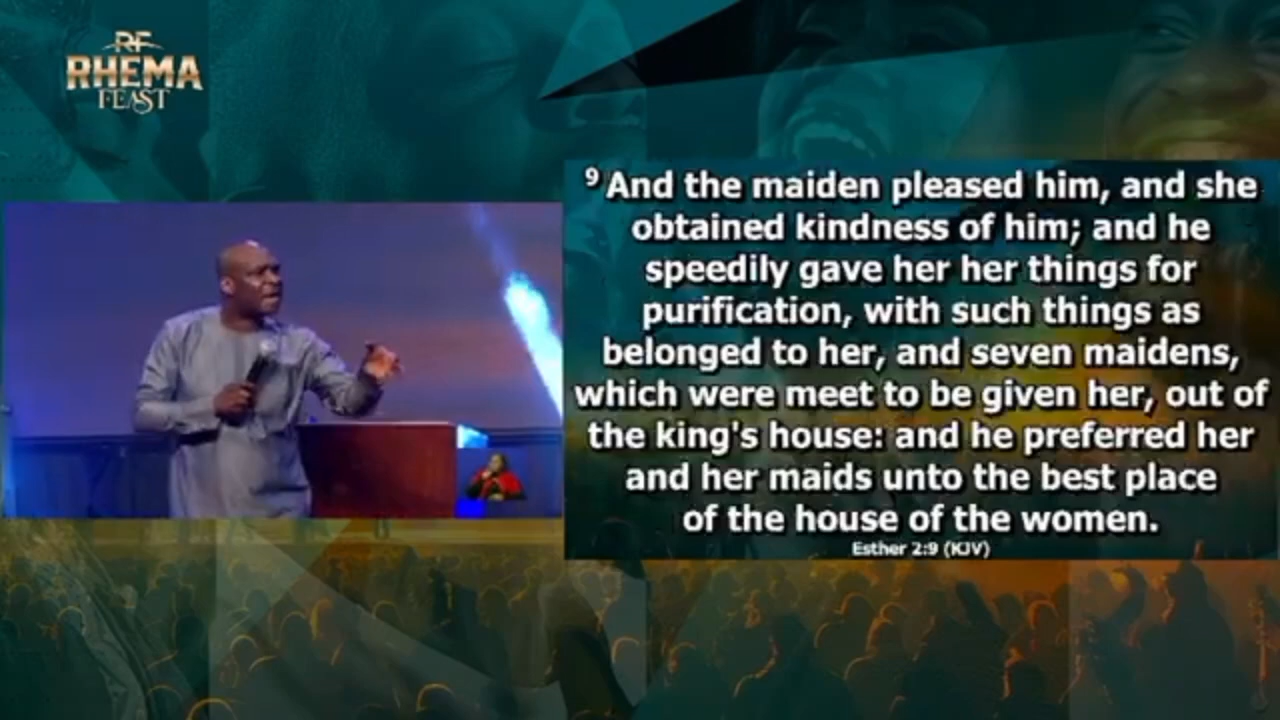 RF
RHEMA
FEAST
9 And the maiden pleased him, and she
obtained kindness of him; and he
speedily gave her her things for
purification, with such things as
belonged to her, and seven maidens,
which were meet to be given her, out of
the king's house: and he preferred her
and her maids unto the best place
of the house of the women.
Esther 2:9 (KJV)